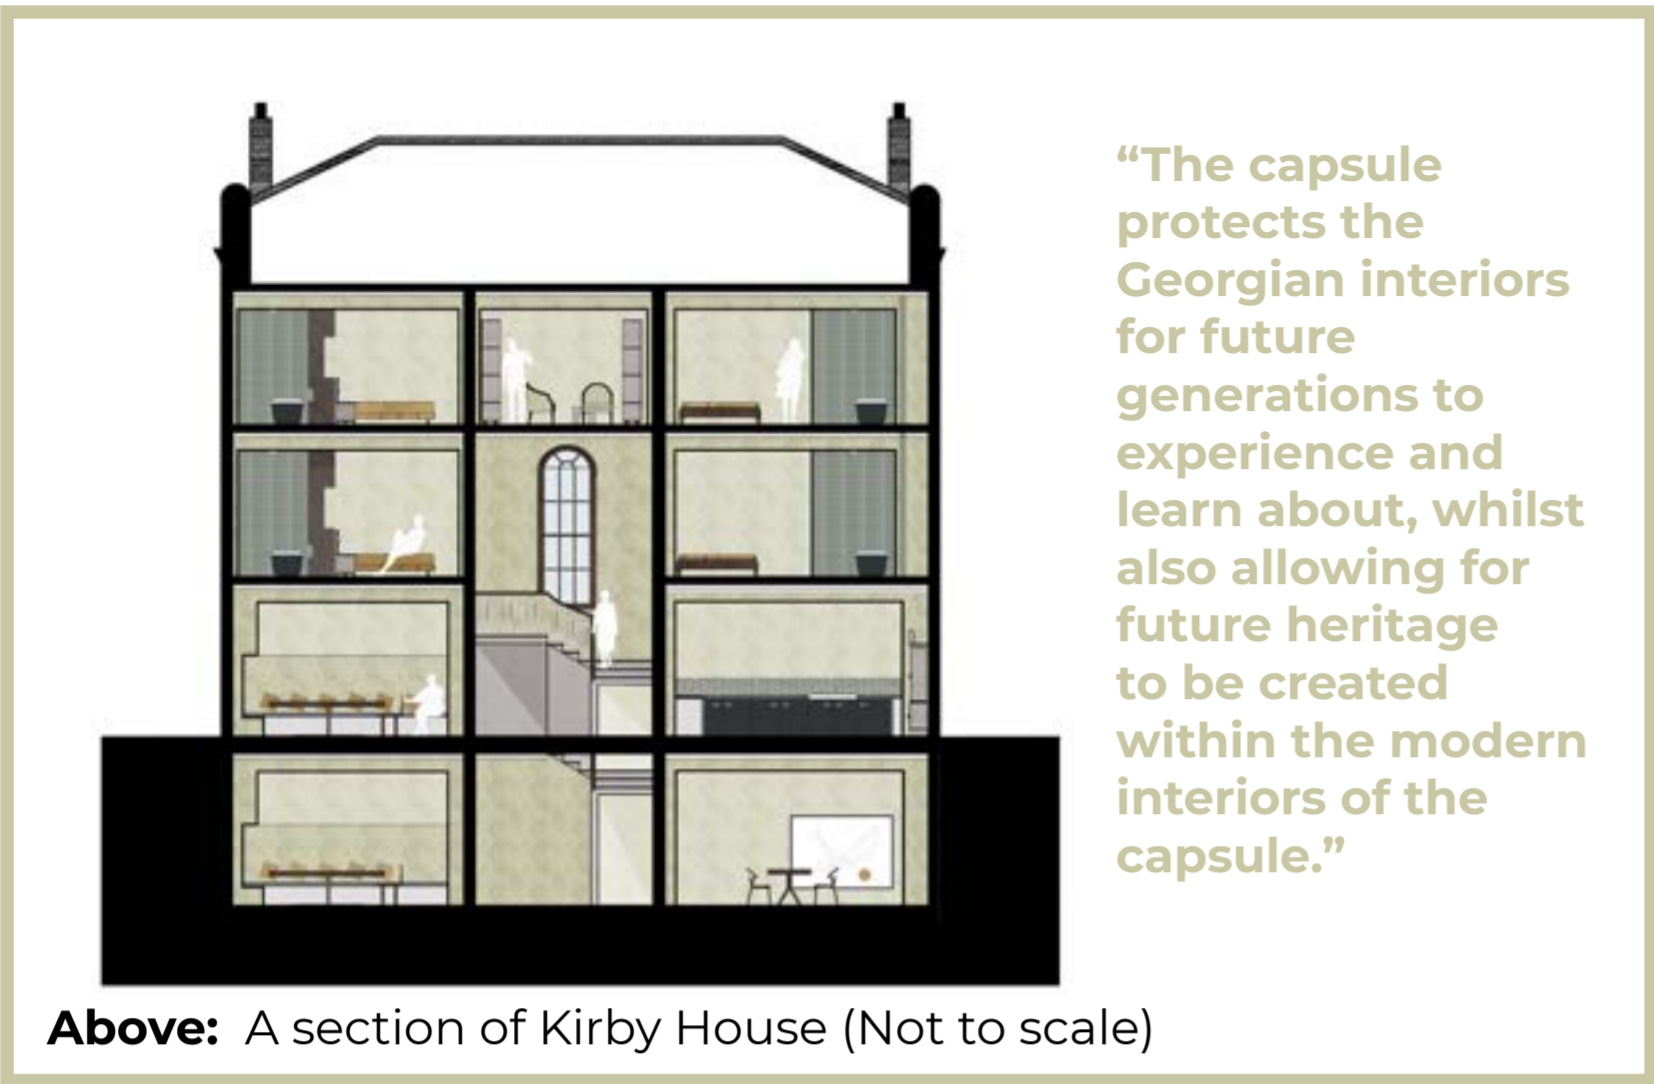 “The capsule
protects the
Georgian interiors
for future
generations to
experience and
learn about, whilst
also allowing for
future heritage
to be created
within the modern
interiors of the
capsule.”
Above: A section of Kirby House (Not to scale)